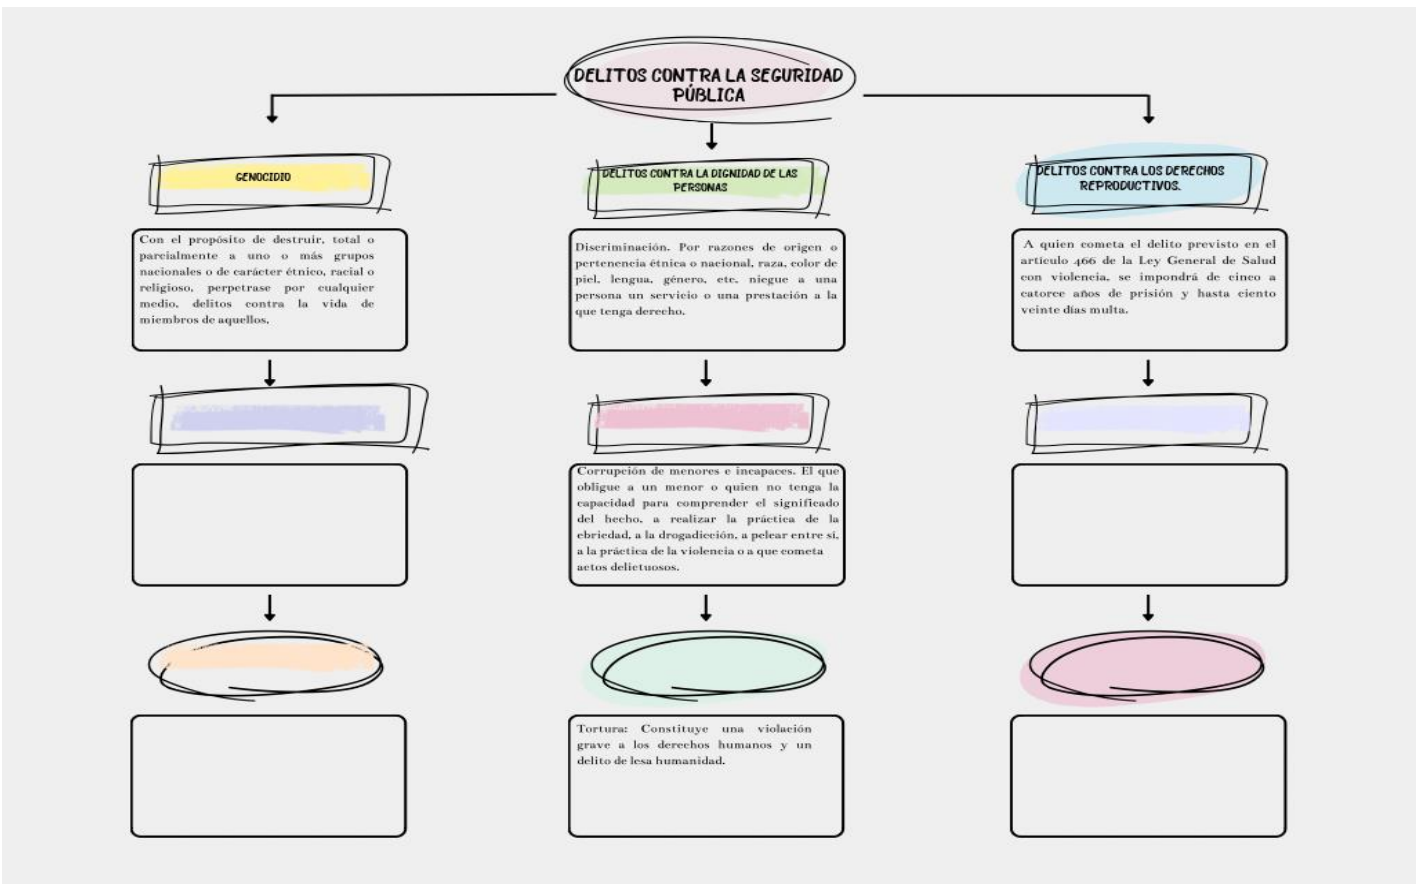 DELITOS CONTRA LA SEGURIDAD
PÚBLICA
GENOCIDIO
Con el propósito de destruir, total o
parcialmente a uno o más grupos
nacionales o de carácter étnico, racial o
religioso, perpetrase por cualquier
medio, delitos contra la vida de
miembros de aquellos,
DELITOS CONTRA LA DIGNIDAD DE LAS
PERSONAS
Discriminación. Por razones de origen o
pertenencia étnica o nacional, raza, color de
piel, lengua, género, etc. niegue a una
persona un servicio o una prestación a la
que tenga derecho.
Corrupción de menores e incapaces. El que
obligue a un menor o quien no tenga la
capacidad para comprender el significado
del hecho, a realizar la práctica de la
ebriedad, a la drogadicción, a pelear entre sí,
a la práctica de la violencia o a que cometa
actos delictuosos.
Tortura: Constituye una violación
grave a los derechos humanos y un
delito de lesa humanidad.
DELITOS CONTRA LOS DERECHOS
REPRODUCTIVOS.
A quien cometa el delito previsto en el
artículo 466 de la Ley General de Salud
con violencia, se impondrá de cinco a
catorce años de prisión y hasta ciento
veinte días multa.